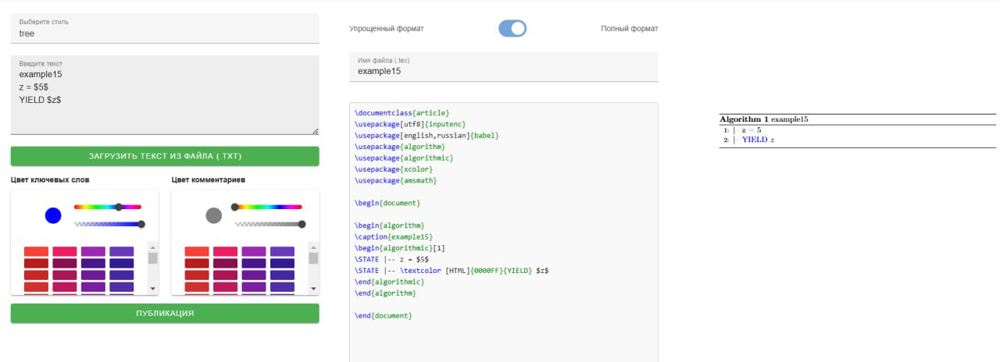 Выберите стиль
tree
Введите текст
example15
z = $5$
YIELD $z$
ЗАГРУЗИТЬ ТЕКСТ ИЗ ФАЙЛА (.TXT)
Цвет ключевых слов
Цвет комментариев
ПУБЛИКАЦИЯ
Упрощенный формат
Полный формат
Имя файла (.tex)
example15
\documentclass{article}
\usepackage[utf8]{inputenc}
\usepackage[english,russian]{babel}
\usepackage{algorithm}
\usepackage{algorithmic}
\usepackage{xcolor}
\usepackage{amsmath}
\begin{document}
\begin{algorithm}
\caption{example15}
\begin{algorithmic}[1]
\STATE |-- z = $5$
\STATE |-- \textcolor [HTML]{0000FF}{YIELD} $z$
\end{algorithmic}
\end{algorithm}
\end{document}
Algorithm 1 example15
1: |– z = 5
2: |– YIELD z